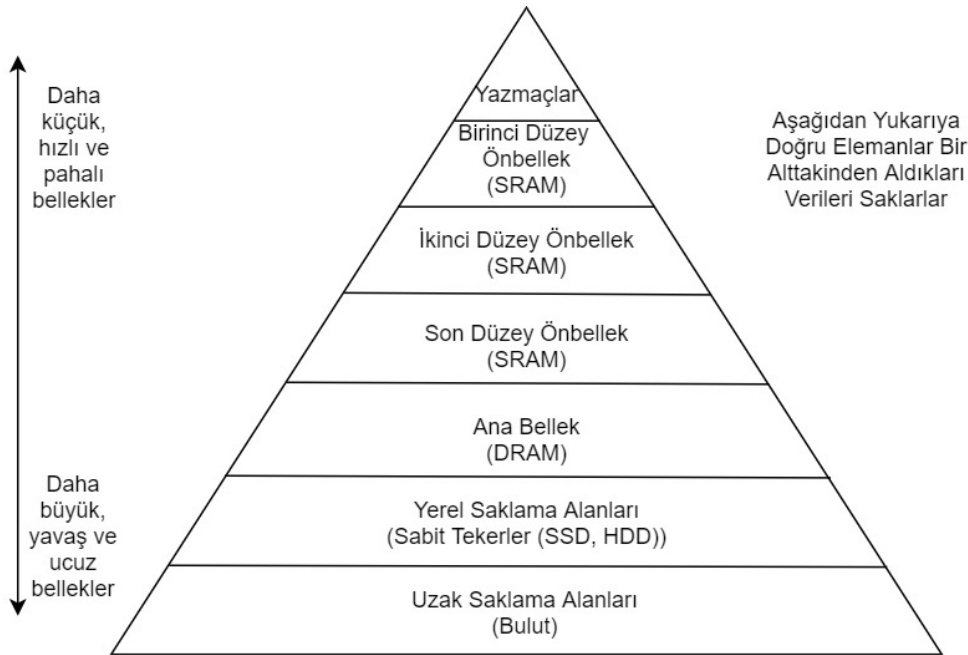 Daha
küçük,
hızlı ve
pahalı
bellekler
Yazmaçlar
Birinci Düzey
Önbellek
(SRAM)
İkinci Düzey Önbellek
(SRAM)
Son Düzey Önbellek
(SRAM)
Ana Bellek
(DRAM)
Yerel Saklama Alanları
(Sabit Tekerler (SSD, HDD))
Uzak Saklama Alanları
(Bulut)
Aşağıdan Yukarıya
Doğru Elemanlar Bir
Alttakinden Aldıkları
Verileri Saklarlar
Daha
büyük,
yavaş ve
ucuz
bellekler